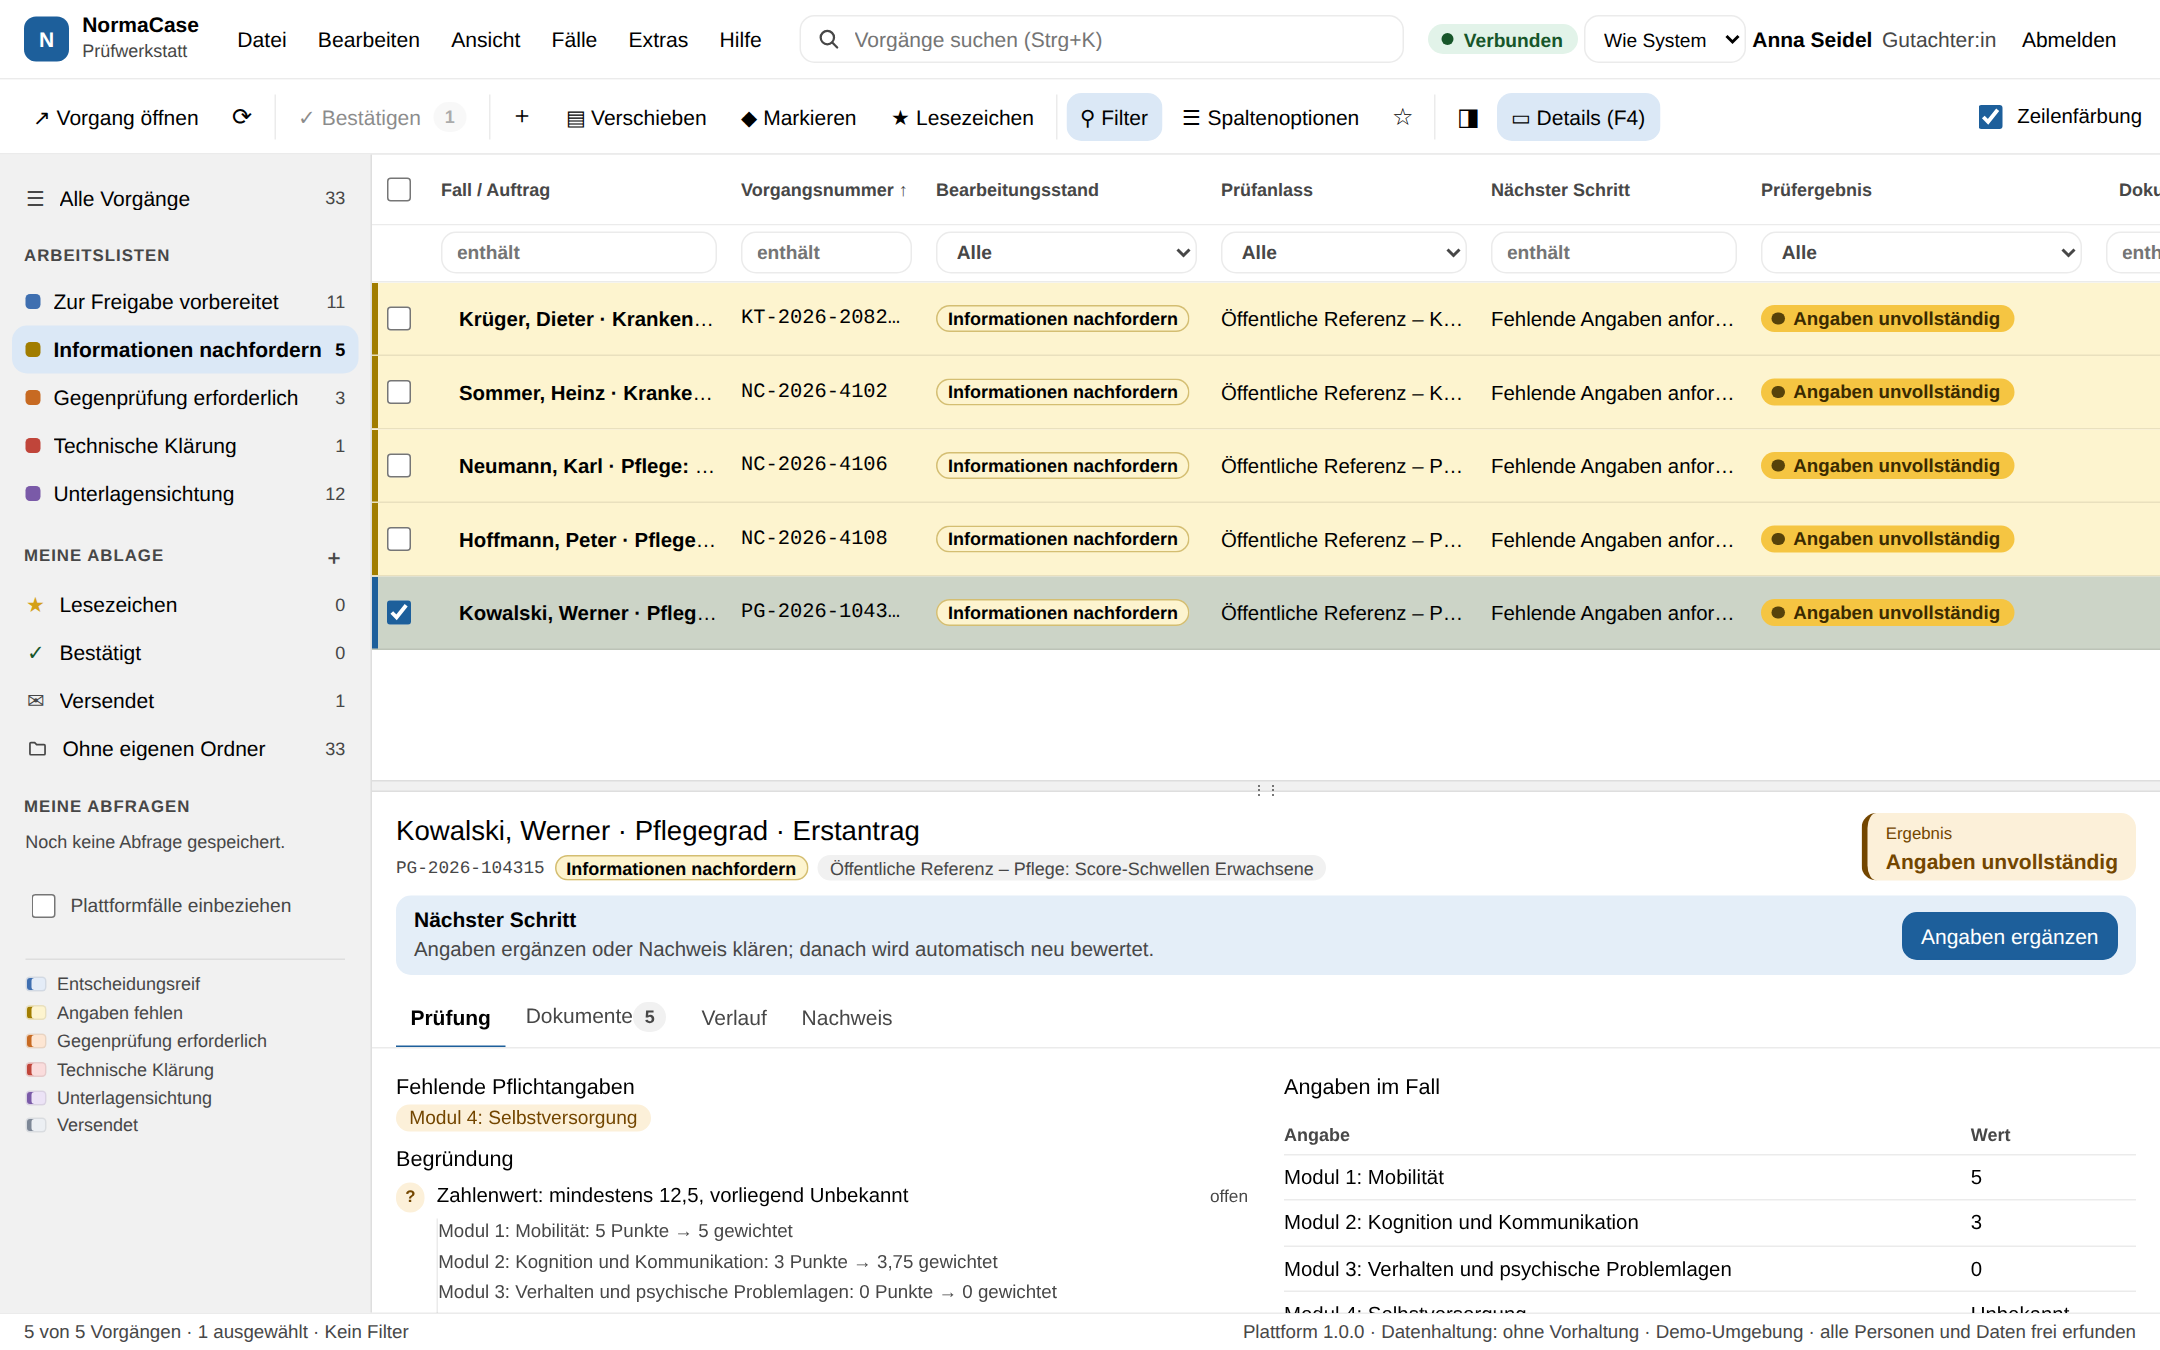 N NormaCase
Prüfwerkstatt
Datei Bearbeiten Ansicht Fälle Extras Hilfe
Vorgänge suchen (Strg+K)
Verbunden
Wie System
Anna Seidel Gutachter:in Abmelden
↗ Vorgang öffnen ⟳ ✓ Bestätigen 1 + ▤ Verschieben ◆ Markieren ★ Lesezeichen ⚲ Filter ☰ Spaltenoptionen ☆ ◨ ▭ Details (F4) Zeilenfärbung
☰ Alle Vorgänge 33
ARBEITSLISTEN
Zur Freigabe vorbereitet 11
Informationen nachfordern 5
Gegenprüfung erforderlich 3
Technische Klärung 1
Unterlagensichtung 12
MEINE ABLAGE +
★ Lesezeichen 0
✓ Bestätigt 0
✉ Versendet 1
Ohne eigenen Ordner 33
MEINE ABFRAGEN
Noch keine Abfrage gespeichert.
Plattformfälle einbeziehen
Entscheidungsreif
Angaben fehlen
Gegenprüfung erforderlich
Technische Klärung
Unterlagensichtung
Versendet
Fall / Auftrag Vorgangsnummer ↑ Bearbeitungsstand Prüfanlass Nächster Schritt Prüfergebnis Doku
enthält enthält Alle Alle enthält Alle enth
Krüger, Dieter · Kranken… KT-2026-2082… Informationen nachfordern Öffentliche Referenz – K… Fehlende Angaben anfor… Angaben unvollständig
Sommer, Heinz · Kranke… NC-2026-4102 Informationen nachfordern Öffentliche Referenz – K… Fehlende Angaben anfor… Angaben unvollständig
Neumann, Karl · Pflege: … NC-2026-4106 Informationen nachfordern Öffentliche Referenz – P… Fehlende Angaben anfor… Angaben unvollständig
Hoffmann, Peter · Pflege… NC-2026-4108 Informationen nachfordern Öffentliche Referenz – P… Fehlende Angaben anfor… Angaben unvollständig
Kowalski, Werner · Pfleg… PG-2026-1043… Informationen nachfordern Öffentliche Referenz – P… Fehlende Angaben anfor… Angaben unvollständig
Kowalski, Werner · Pflegegrad · Erstantrag
PG-2026-104315 Informationen nachfordern Öffentliche Referenz – Pflege: Score-Schwellen Erwachsene
Ergebnis
Angaben unvollständig
Nächster Schritt
Angaben ergänzen oder Nachweis klären; danach wird automatisch neu bewertet.
Angaben ergänzen
Prüfung Dokumente 5 Verlauf Nachweis
Fehlende Pflichtangaben
Modul 4: Selbstversorgung
Begründung
? Zahlenwert: mindestens 12,5, vorliegend Unbekannt offen
Modul 1: Mobilität: 5 Punkte → 5 gewichtet
Modul 2: Kognition und Kommunikation: 3 Punkte → 3,75 gewichtet
Modul 3: Verhalten und psychische Problemlagen: 0 Punkte → 0 gewichtet
Angaben im Fall
Angabe Wert
Modul 1: Mobilität 5
Modul 2: Kognition und Kommunikation 3
Modul 3: Verhalten und psychische Problemlagen 0
Modul 4: Selbstversorgung Unbekannt
5 von 5 Vorgängen · 1 ausgewählt · Kein Filter
Plattform 1.0.0 · Datenhaltung: ohne Vorhaltung · Demo-Umgebung · alle Personen und Daten frei erfunden